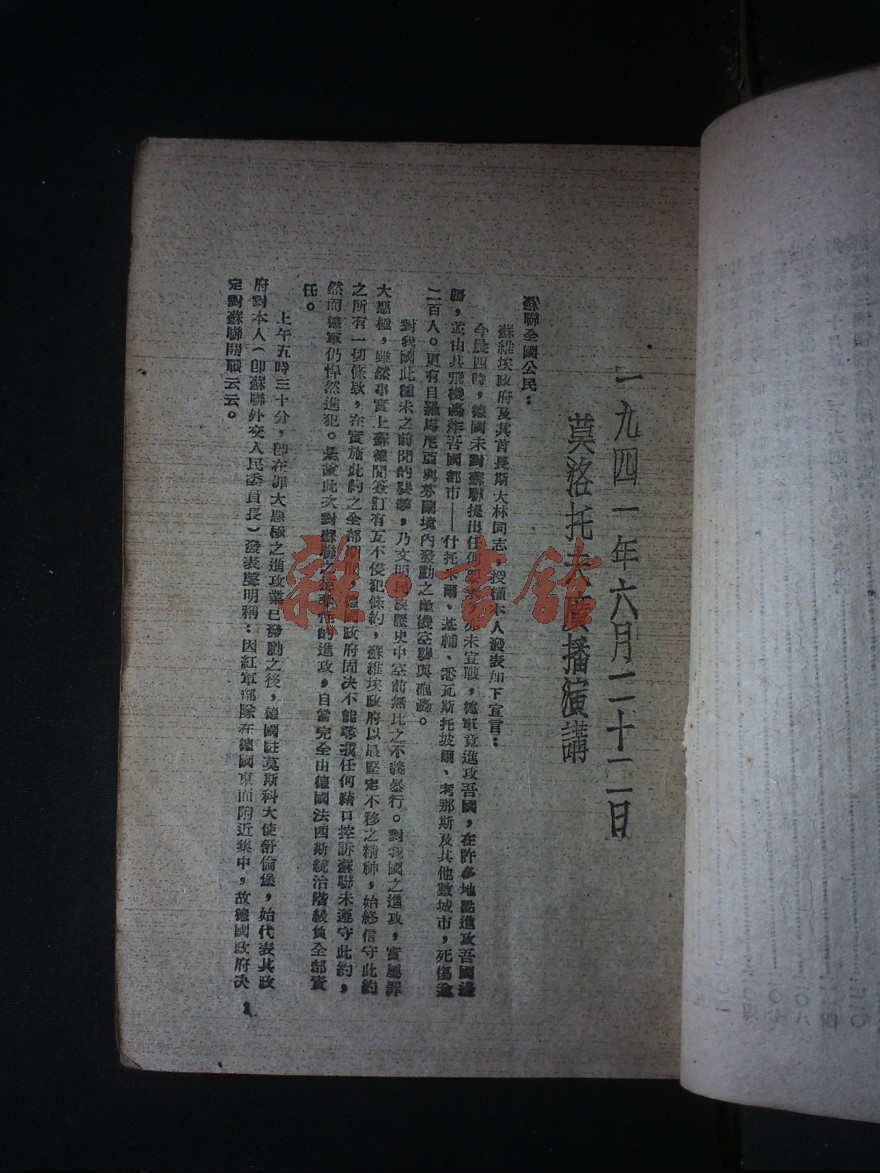 一九四一年六月二十二日
莫洛托夫廣播演講
蘇聯全國公民：
蘇維埃政府及其首長斯大林同志，授權本人發表如下宣言：
今晨四時，德國未對蘇聯提出任何要求，亦未宣戰，德軍竟進攻吾國，在許多地點進攻吾國邊
疆，並由其飛機轟炸吾國都市——什托米爾、基輔、悉瓦斯托坡爾、考那斯及其他數城市，死傷逾
二百人。更有自羅馬尼亞與芬蘭境內發動之敵機空襲與砲轟。
對我國此種未之前聞的襲擊，乃文明民族歷史中空前無比之不義暴行。對我國之進攻，實屬罪
大惡極，雖然事實上蘇德間簽訂有互不侵犯條約，蘇維埃政府以最堅定不移之精神，始終信守此約
之所有一切條款，在實施此約之全部期間，德國政府固決不能尋載任何藉口控訴蘇聯未遵守此約，
然而德軍仍悍然進犯。是故此次對蘇聯之掠奪性的進攻，自當完全由德國法西斯統治階級負全部責
任。
上午五時三十分，卽在罪大惡極之進攻業已發動之後，德國駐莫斯科大使舒倫堡，始代表其政
府對本人（卽蘇聯外交人民委員長）發表聲明稱：因紅軍部隊在德國東面附近集中，故德國政府決
定對蘇聯開戰云云。
雜·書館